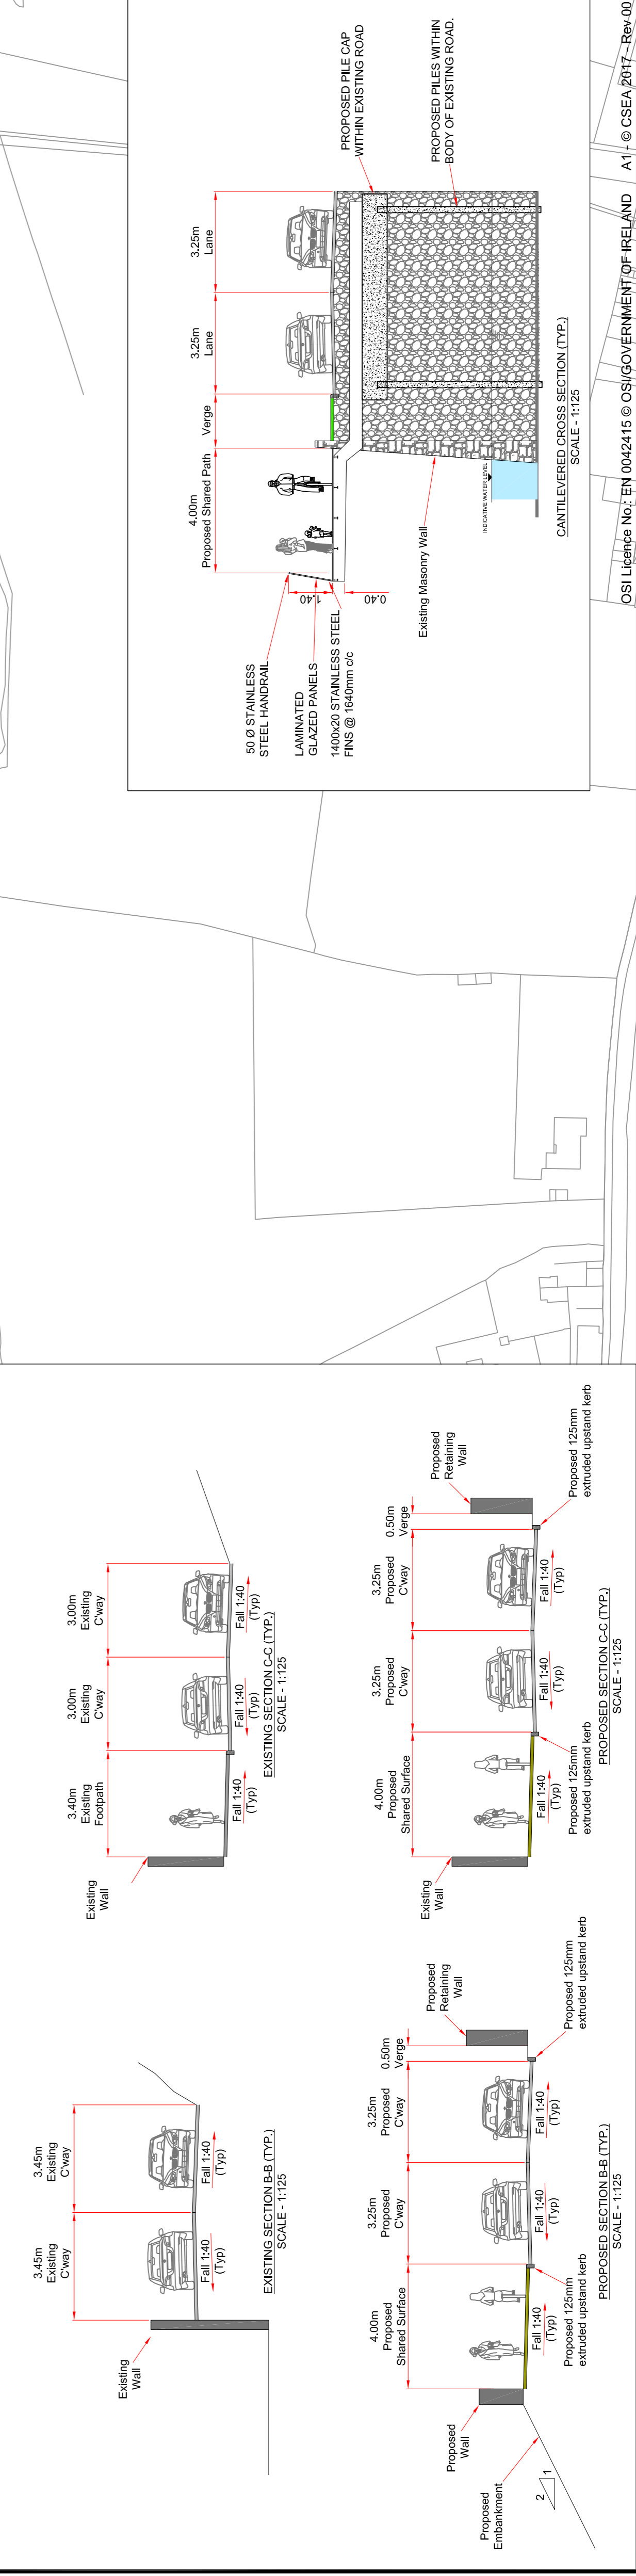 3.45m
Existing
C'way
3.45m
Existing
C'way
Existing
Wall
Fall 1:40
(Typ)
Fall 1:40
(Typ)
EXISTING SECTION B-B (TYP.)
SCALE - 1:125
3.40m
Existing
Footpath
3.00m
Existing
C'way
3.00m
Existing
C'way
Existing
Wall
Fall 1:40
(Typ)
Fall 1:40
(Typ)
Fall 1:40
(Typ)
EXISTING SECTION C-C (TYP.)
SCALE - 1:125
4.00m
Proposed
Shared Surface
3.25m
Proposed
C'way
3.25m
Proposed
C'way
0.50m
Verge
Proposed
Retaining
Wall
Proposed
Wall
Proposed
Embankment
2
1
Fall 1:40
(Typ)
Fall 1:40
(Typ)
Fall 1:40
(Typ)
Proposed 125mm
extruded upstand kerb
Proposed 125mm
extruded upstand kerb
PROPOSED SECTION B-B (TYP.)
SCALE - 1:125
4.00m
Proposed
Shared Surface
3.25m
Proposed
C'way
3.25m
Proposed
C'way
0.50m
Verge
Proposed
Retaining
Wall
Existing
Wall
Fall 1:40
(Typ)
Fall 1:40
(Typ)
Fall 1:40
(Typ)
Proposed 125mm
extruded upstand kerb
Proposed 125mm
extruded upstand kerb
PROPOSED SECTION C-C (TYP.)
SCALE - 1:125
4.00m
Proposed Shared Path
Verge
3.25m
Lane
3.25m
Lane
50 Ø STAINLESS
STEEL HANDRAIL
LAMINATED
GLAZED PANELS
1400x20 STAINLESS STEEL
FINS @ 1640mm c/c
1.40
0.40
Existing Masonry Wall
INDICATIVE WATER LEVEL
PROPOSED PILE CAP
WITHIN EXISTING ROAD
PROPOSED PILES WITHIN
BODY OF EXISTING ROAD.
CANTILEVERED CROSS SECTION (TYP.)
SCALE - 1:125
OSI Licence No.: EN 0042415 © OSI/GOVERNMENT OF IRELAND A1 - © CSEA 2017 - Rev 00